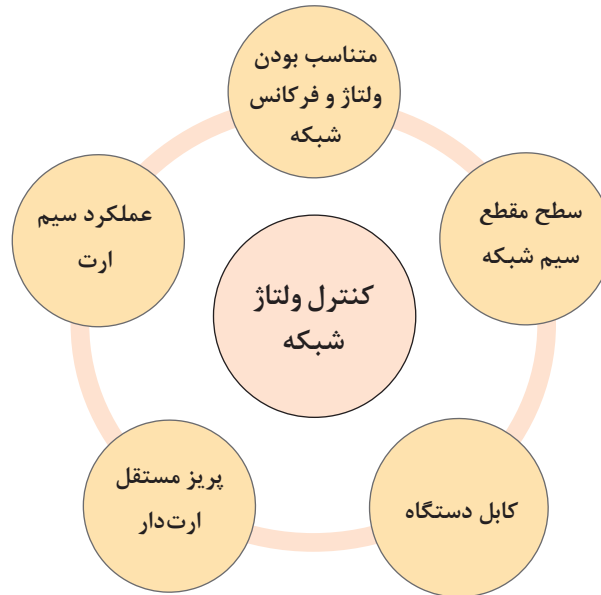 متناسب بودن
ولتاژ و فرکانس
شبکه
سطح مقطع
سیم شبکه
عملکرد سیم
ارت
کنترل ولتاژ
شبکه
کابل دستگاه
پریز مستقل
ارت‌دار